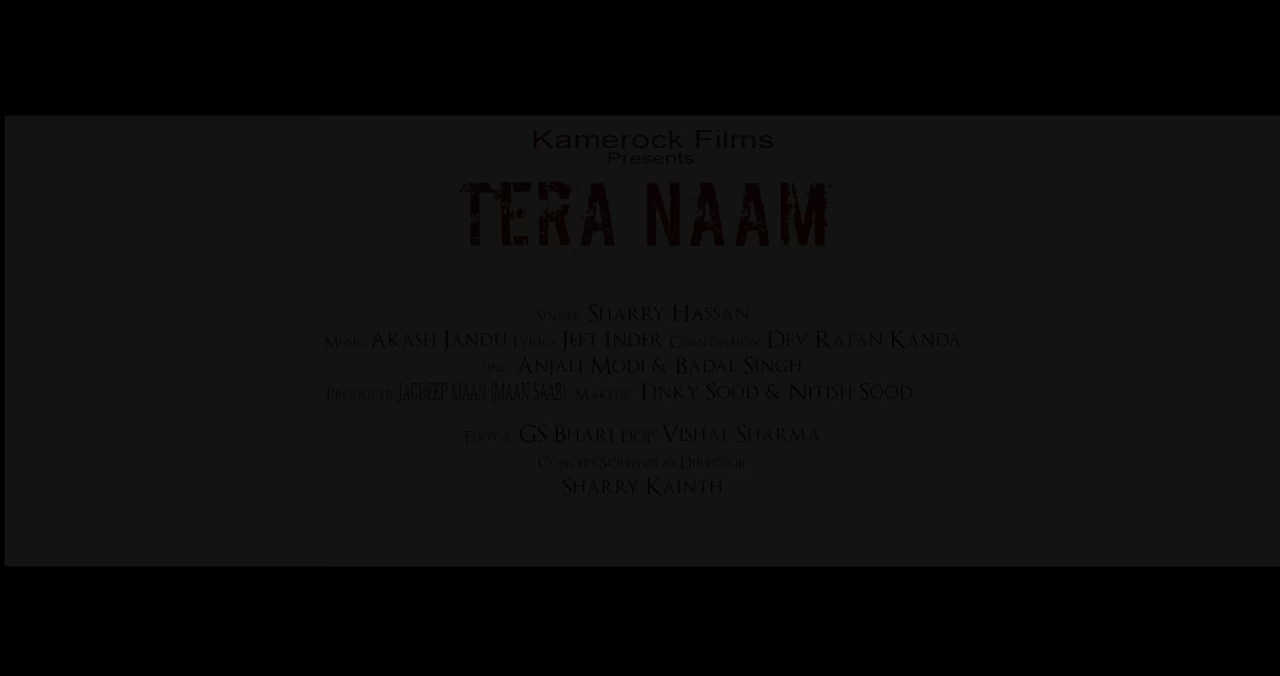 Kamerock Films
Presents
TERA NAAM
Singer Sharry Hassan
Music Akash Jandu Lyrics Jeet Inder Composition Dev Ratan Kanda
Anjali Modi & Badal Singh
Producer Jagdeep Maan (Maan Saab) Makeup Tinky Sood & Nitish Sood
Editor GS Bhari DOP Vishal Sharma
Concept Screenplay Director
Sharry Kainth